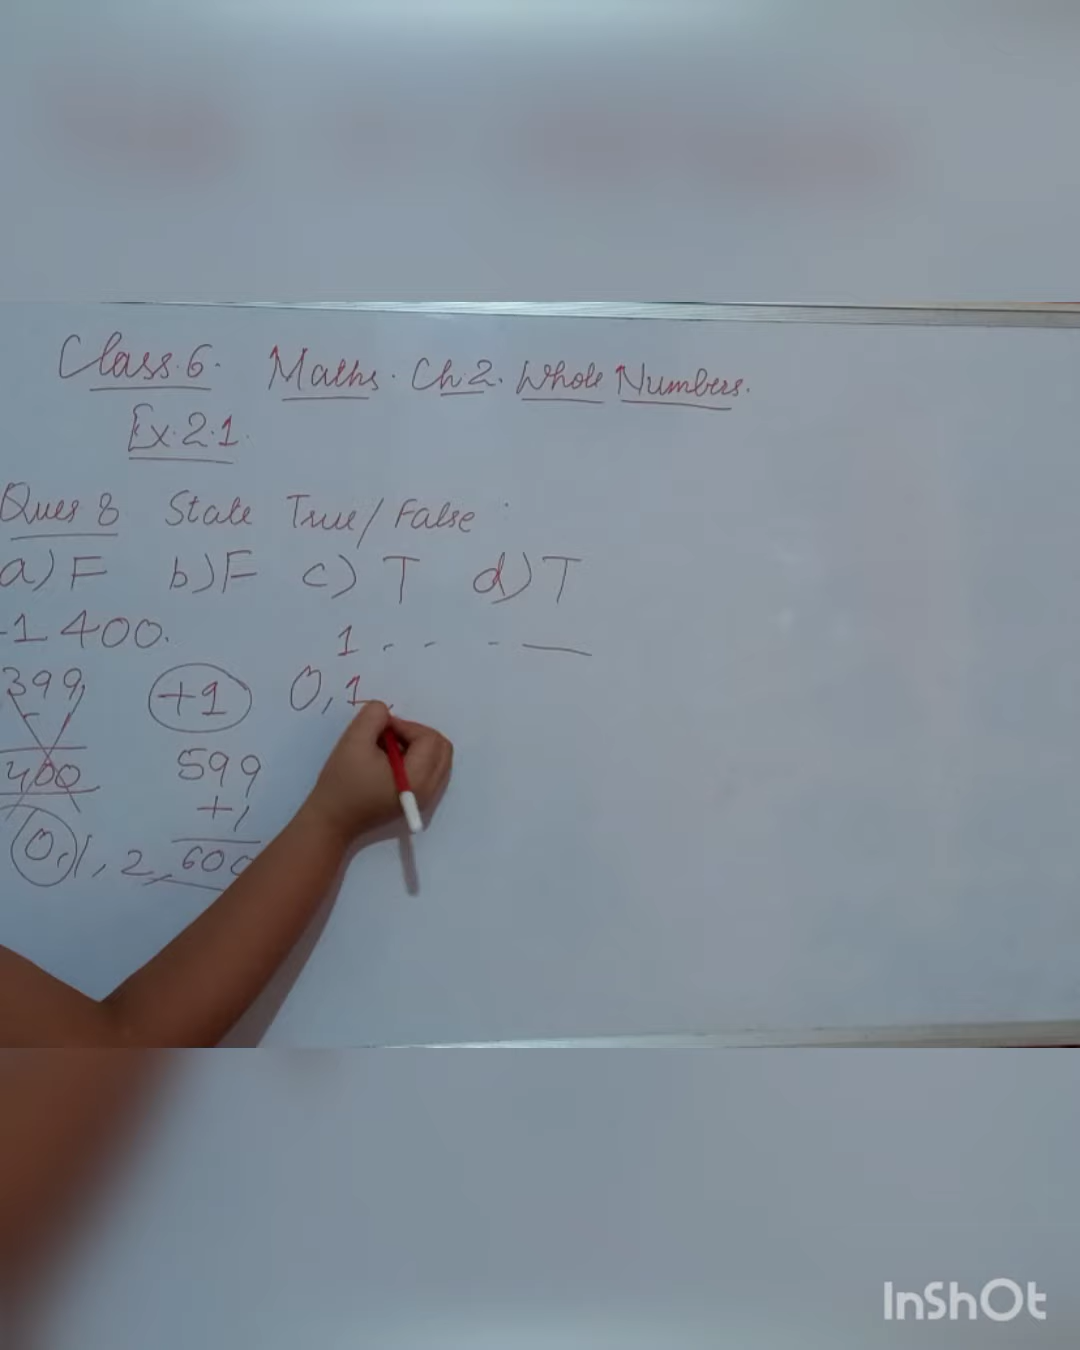 Class.6. Maths. Ch.2. Whole Numbers.
Ex.2.1.
Ques 8 State True/False
a) F b) F c) T d) T
-1 400. 1 . - - - —
399, +1 0, 1,
400 599
+1
0, 1, 2, 600
InShOt